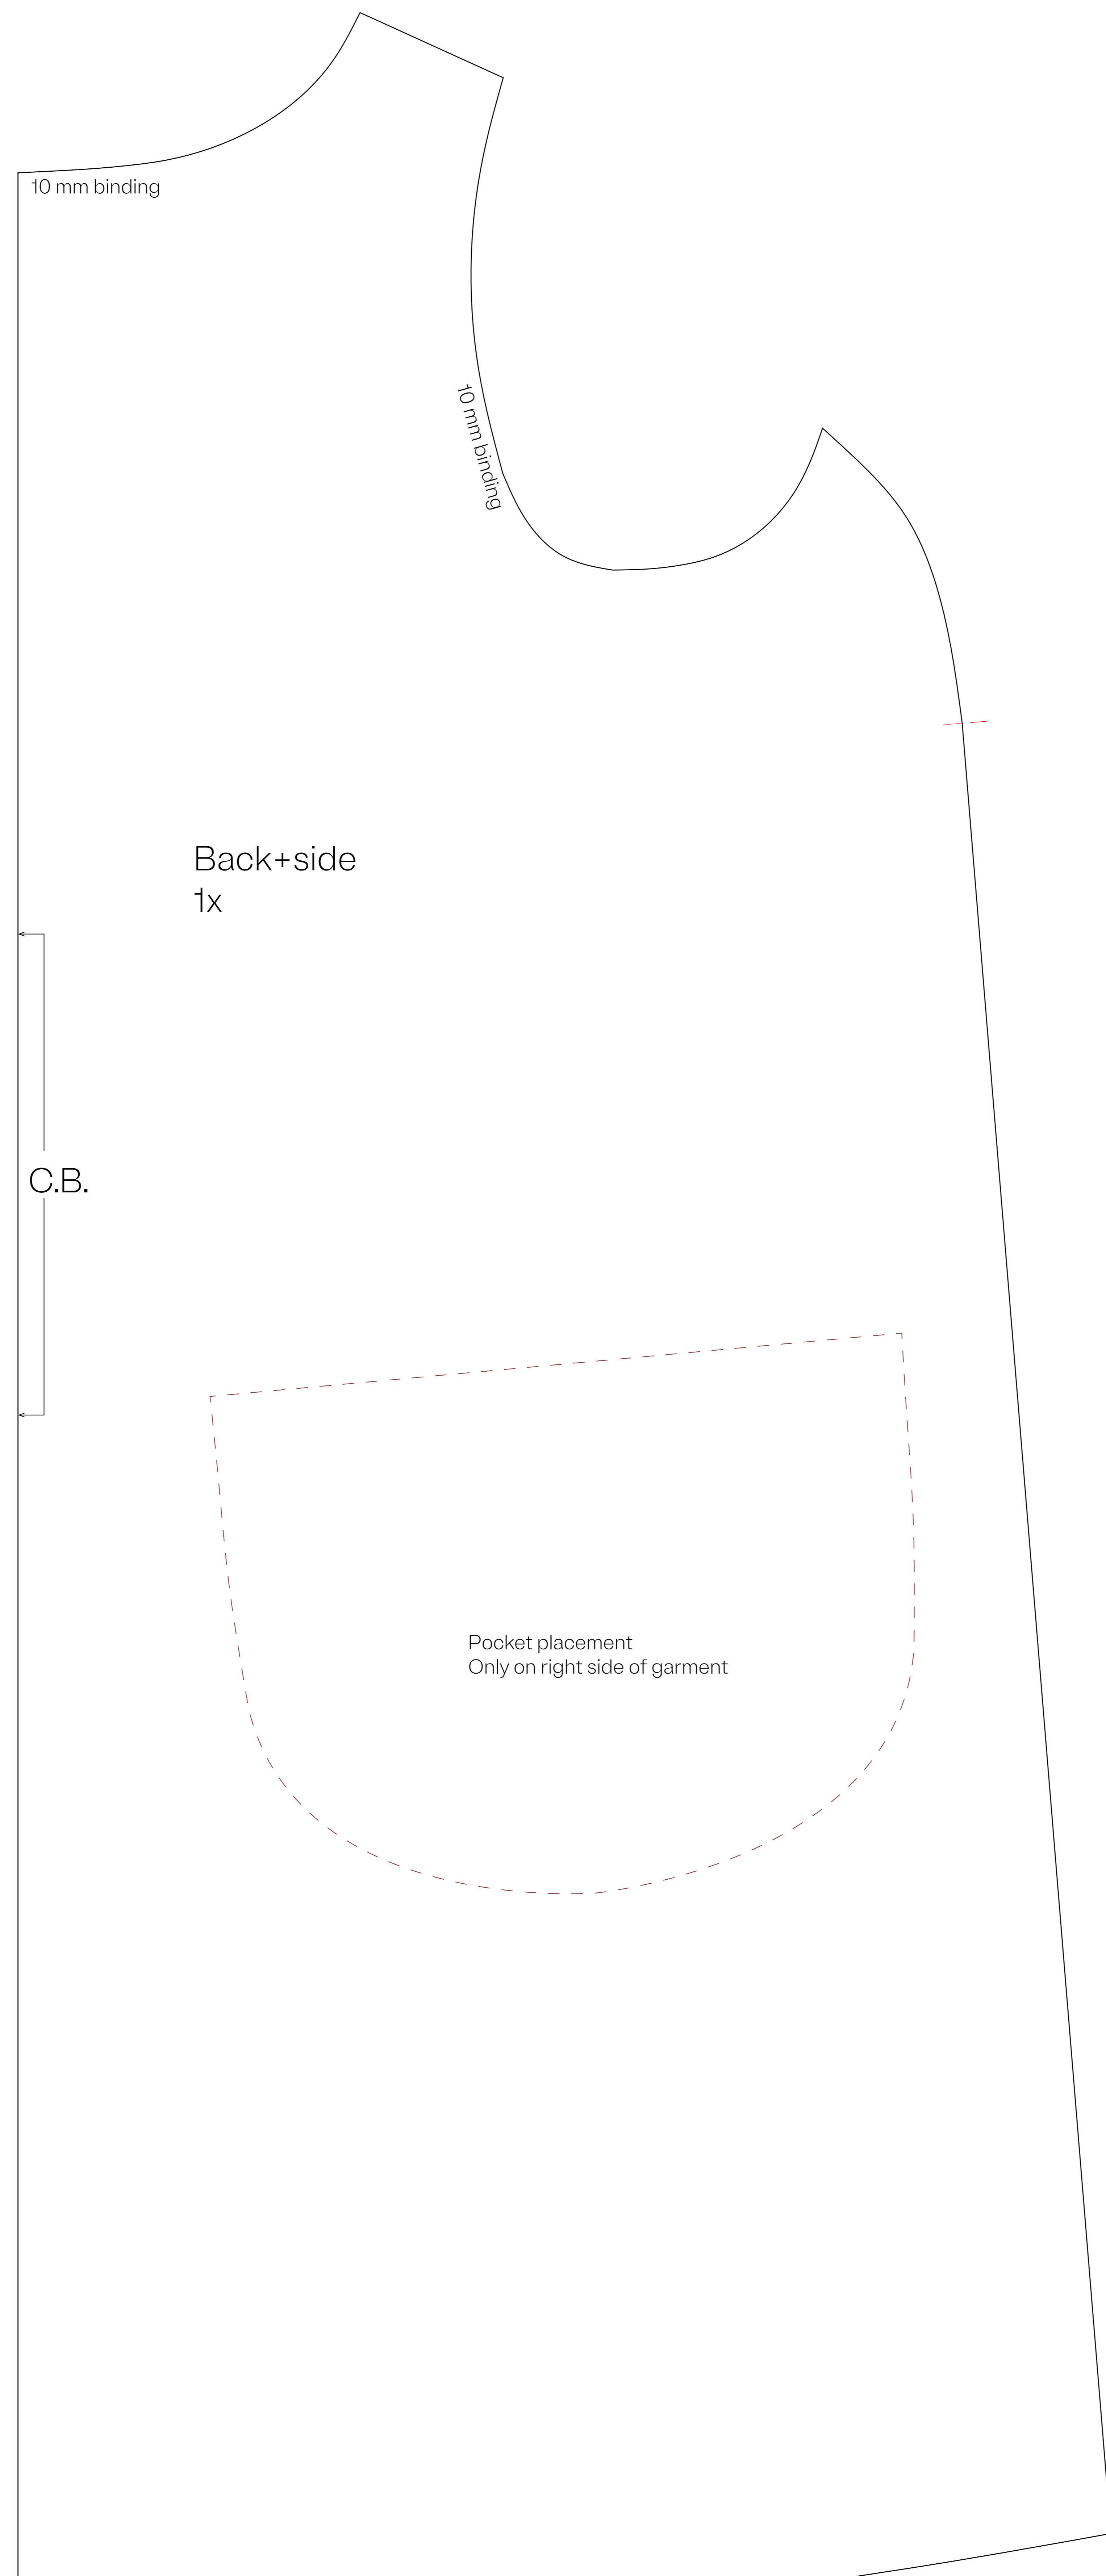 10 mm binding
10 mm binding
Back+side
1x
C.B.
Pocket placement
Only on right side of garment